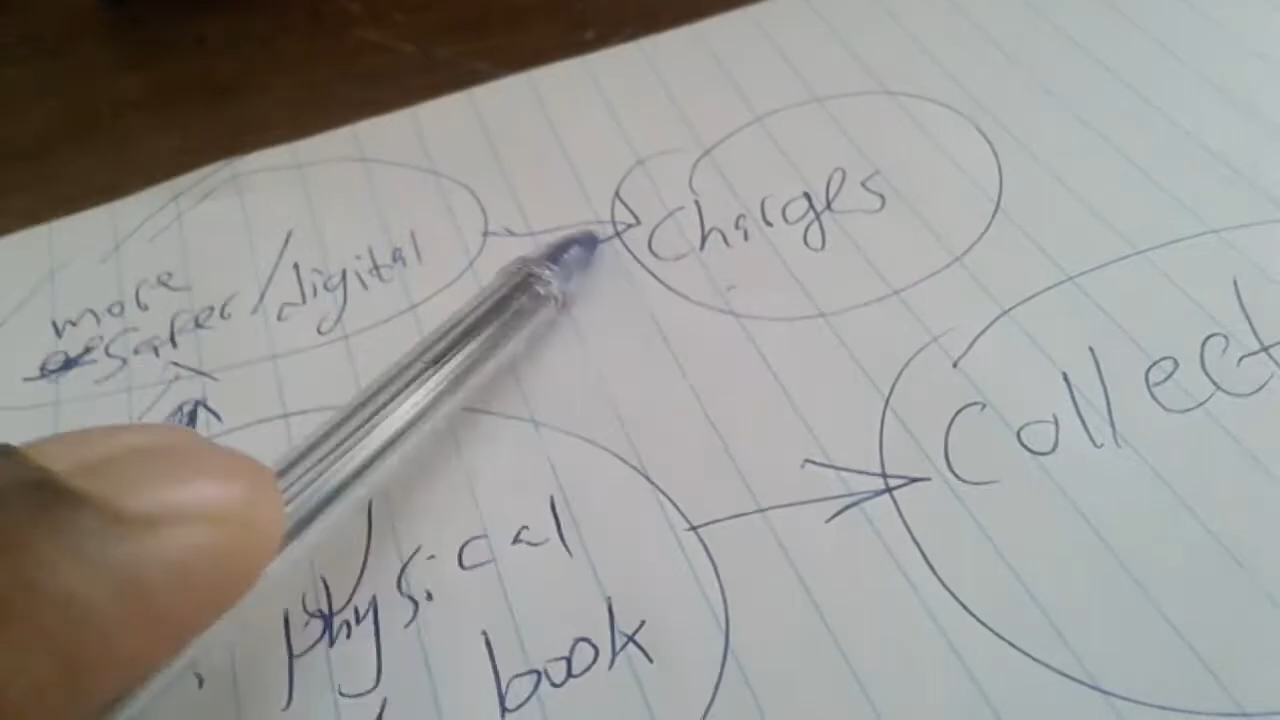 more
safer/digital
Charges
Collect
physical
book